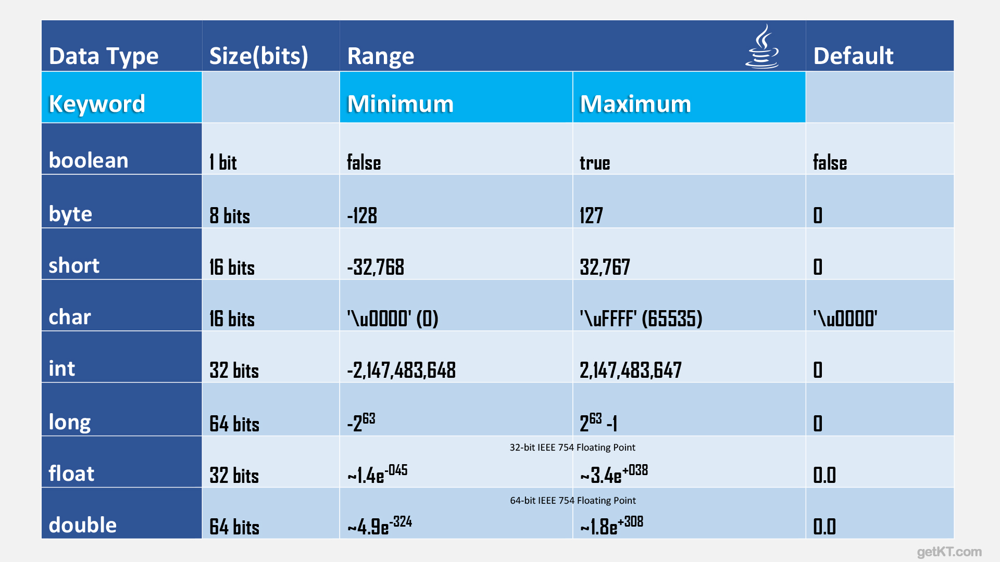 Data Type Size(bits) Range Default
Keyword Minimum Maximum
boolean 1 bit false true false
byte 8 bits -128 127 0
short 16 bits -32,768 32,767 0
char 16 bits '\u0000' (0) '\uFFFF' (65535) '\u0000'
int 32 bits -2,147,483,648 2,147,483,647 0
long 64 bits -2⁶³ 2⁶³ -1 0
32-bit IEEE 754 Floating Point
float 32 bits ~1.4e⁻⁰⁴⁵ ~3.4e⁺⁰³⁸ 0.0
64-bit IEEE 754 Floating Point
double 64 bits ~4.9e⁻³²⁴ ~1.8e⁺³⁰⁸ 0.0
getKT.com